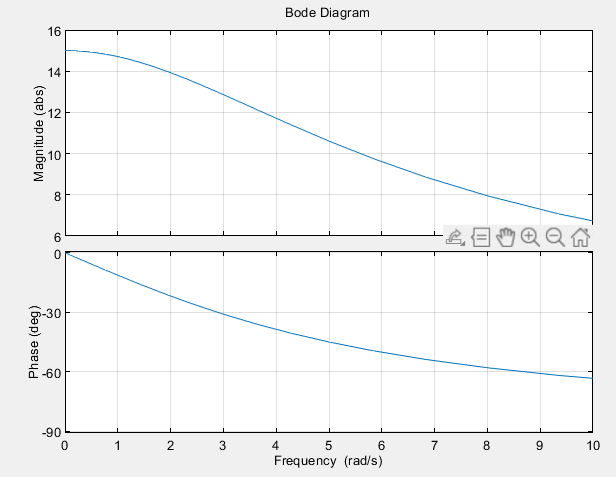 Bode Diagram
16
14
12
10
8
6
Magnitude (abs)
0
-30
-60
-90
Phase (deg)
0 1 2 3 4 5 6 7 8 9 10
Frequency (rad/s)